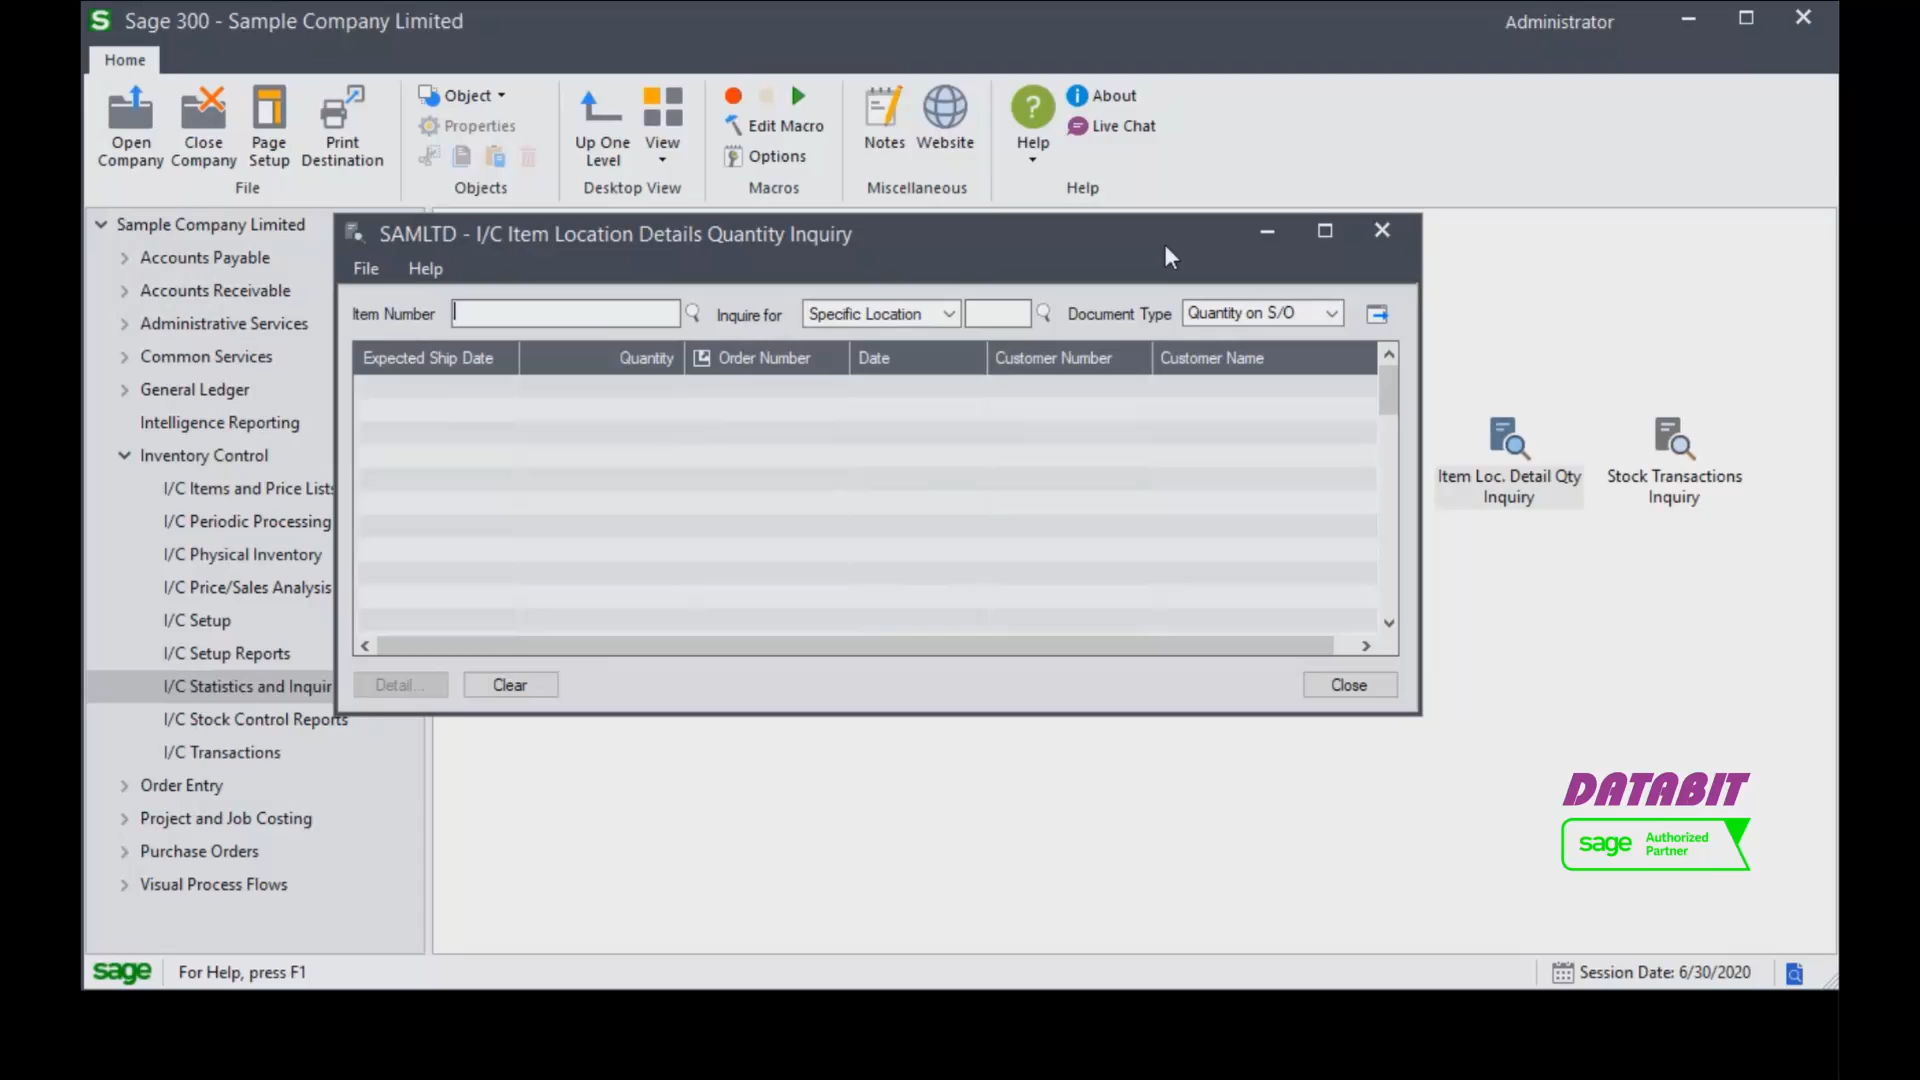 Sage 300 - Sample Company Limited
Administrator
Home
Open Company
Close Company
Page Setup
Print Destination
File
Object
Properties
Objects
Up One Level
View
Desktop View
Edit Macro
Options
Macros
Notes
Website
Miscellaneous
Help
About
Live Chat
Help
Sample Company Limited
Accounts Payable
Accounts Receivable
Administrative Services
Common Services
General Ledger
Intelligence Reporting
Inventory Control
I/C Items and Price Lists
I/C Periodic Processing
I/C Physical Inventory
I/C Price/Sales Analysis
I/C Setup
I/C Setup Reports
I/C Statistics and Inquir
I/C Stock Control Reports
I/C Transactions
Order Entry
Project and Job Costing
Purchase Orders
Visual Process Flows
SAMLTD - I/C Item Location Details Quantity Inquiry
File Help
Item Number Inquire for Specific Location Document Type Quantity on S/O
Expected Ship Date Quantity Order Number Date Customer Number Customer Name
Detail...
Clear
Close
Item Loc. Detail Qty
Inquiry
Stock Transactions
Inquiry
DATABIT
sage Authorized
Partner
sage
For Help, press F1
Session Date: 6/30/2020